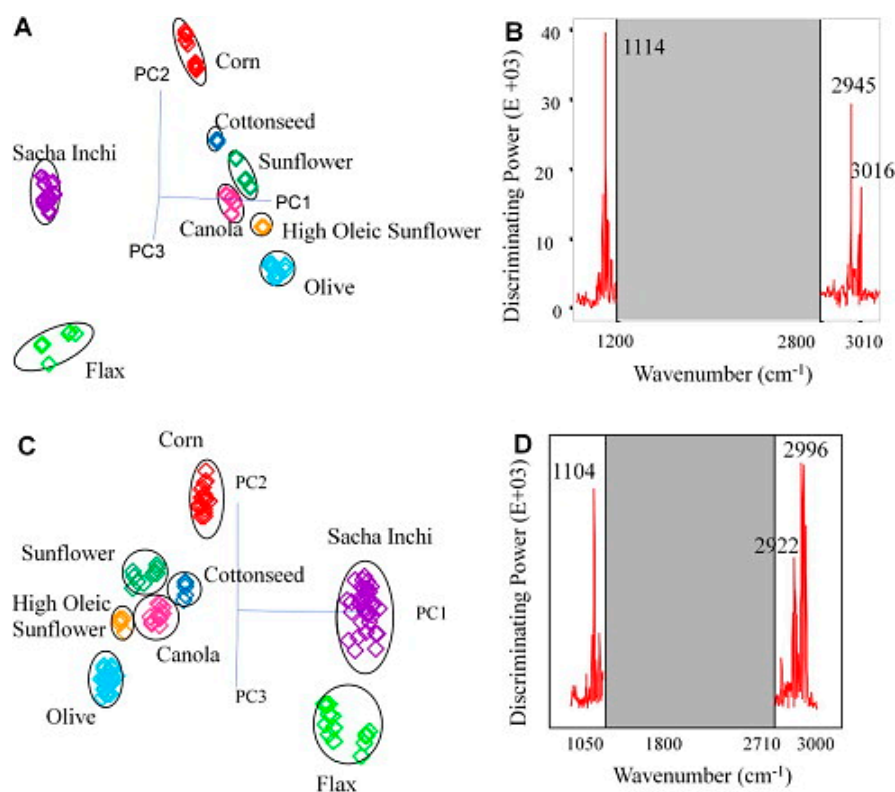 A
Corn
PC2
Cottonseed
Sacha Inchi
Sunflower
PC1
Canola
High Oleic Sunflower
PC3
Olive
Flax
B
Discriminating Power (E +03)
40
30
20
10
0
1114
2945
3016
1200
2800
3010
Wavenumber (cm⁻¹)
C
Corn
PC2
Sacha Inchi
Sunflower
Cottonseed
High Oleic
Sunflower
PC1
Canola
PC3
Olive
Flax
D
Discriminating Power (E+03)
2996
1104
2922
1050
1800
2710
3000
Wavenumber (cm⁻¹)